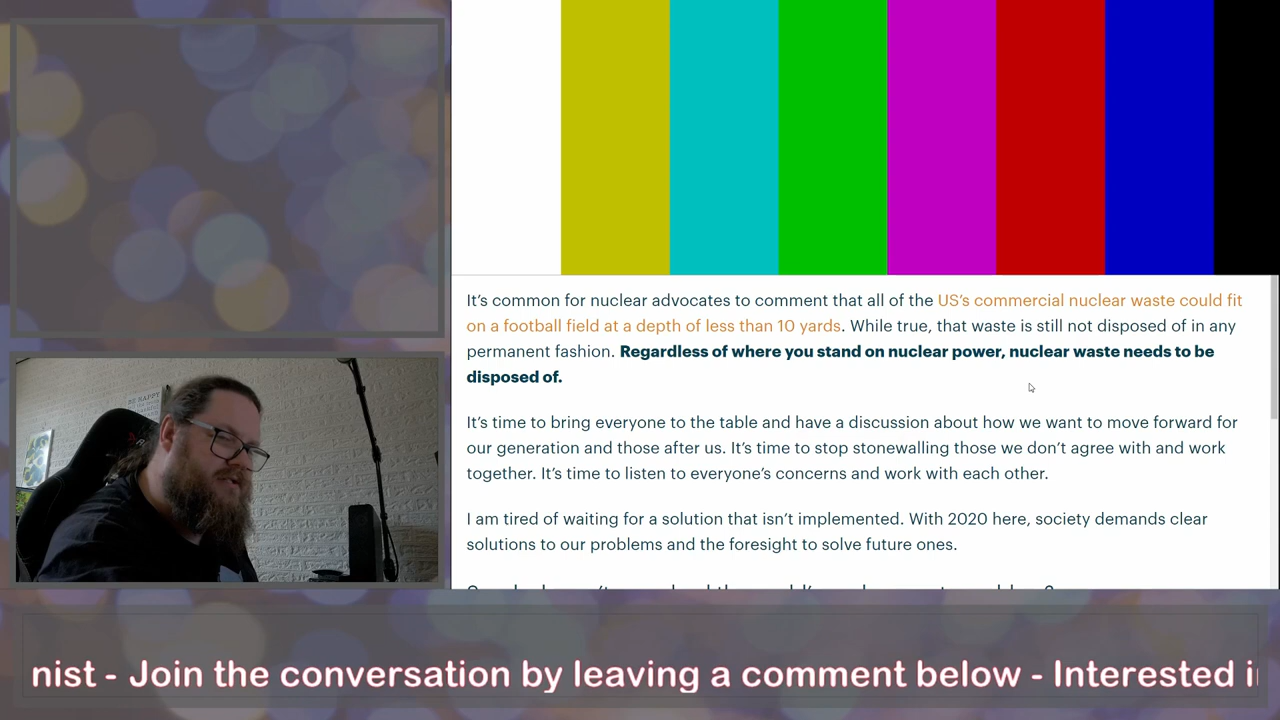 It’s common for nuclear advocates to comment that all of the US’s commercial nuclear waste could fit
on a football field at a depth of less than 10 yards. While true, that waste is still not disposed of in any
permanent fashion. Regardless of where you stand on nuclear power, nuclear waste needs to be
disposed of.
It’s time to bring everyone to the table and have a discussion about how we want to move forward for
our generation and those after us. It’s time to stop stonewalling those we don’t agree with and work
together. It’s time to listen to everyone’s concerns and work with each other.
I am tired of waiting for a solution that isn’t implemented. With 2020 here, society demands clear
solutions to our problems and the foresight to solve future ones.
BE HAPPY
nist - Join the conversation by leaving a comment below - Interested i